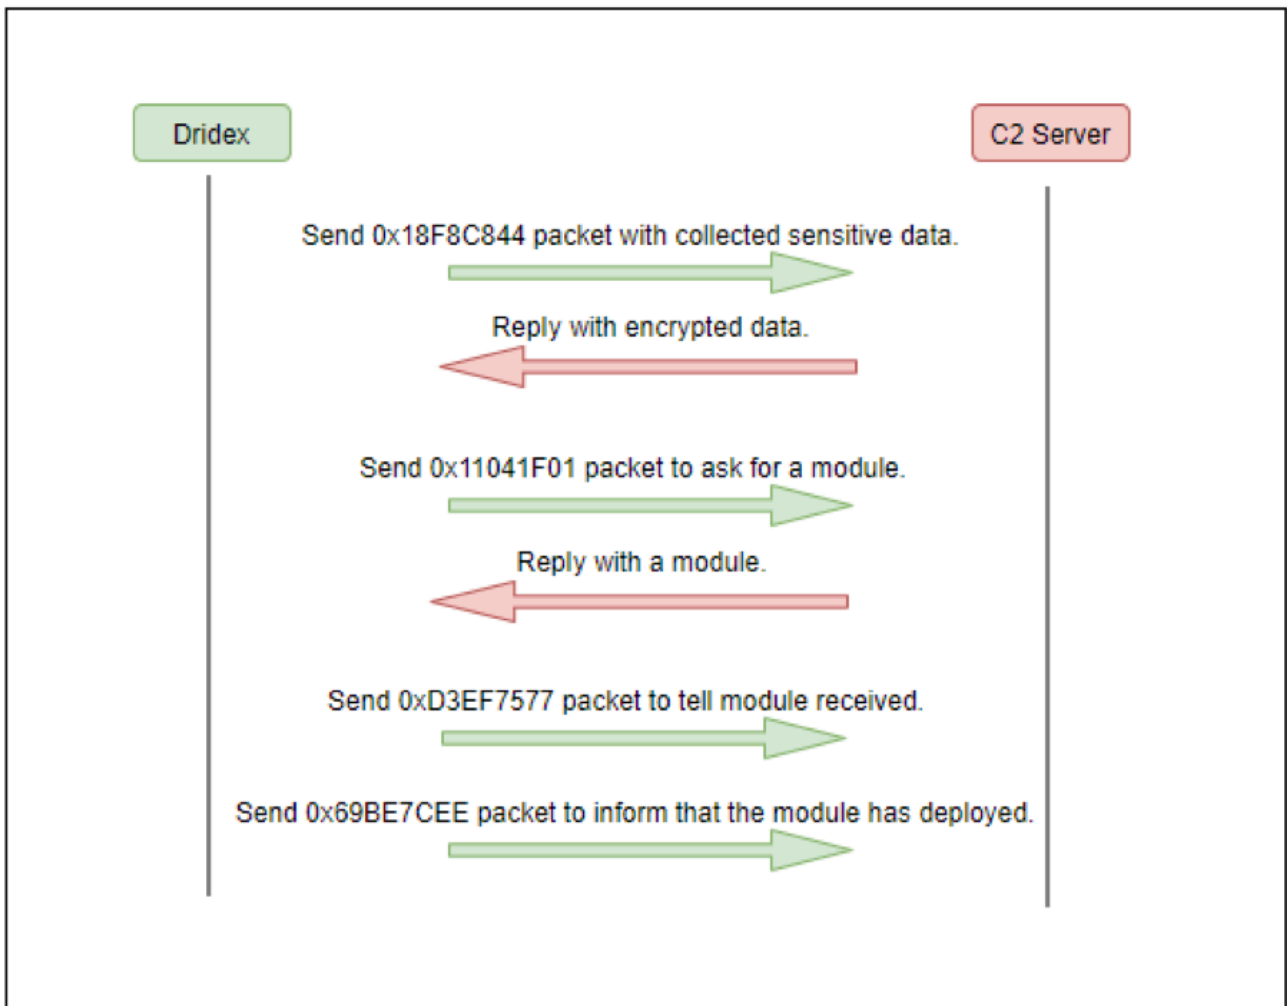 Dridex
C2 Server
Send 0x18F8C844 packet with collected sensitive data.
Reply with encrypted data.
Send 0x11041F01 packet to ask for a module.
Reply with a module.
Send 0xD3EF7577 packet to tell module received.
Send 0x69BE7CEE packet to inform that the module has deployed.